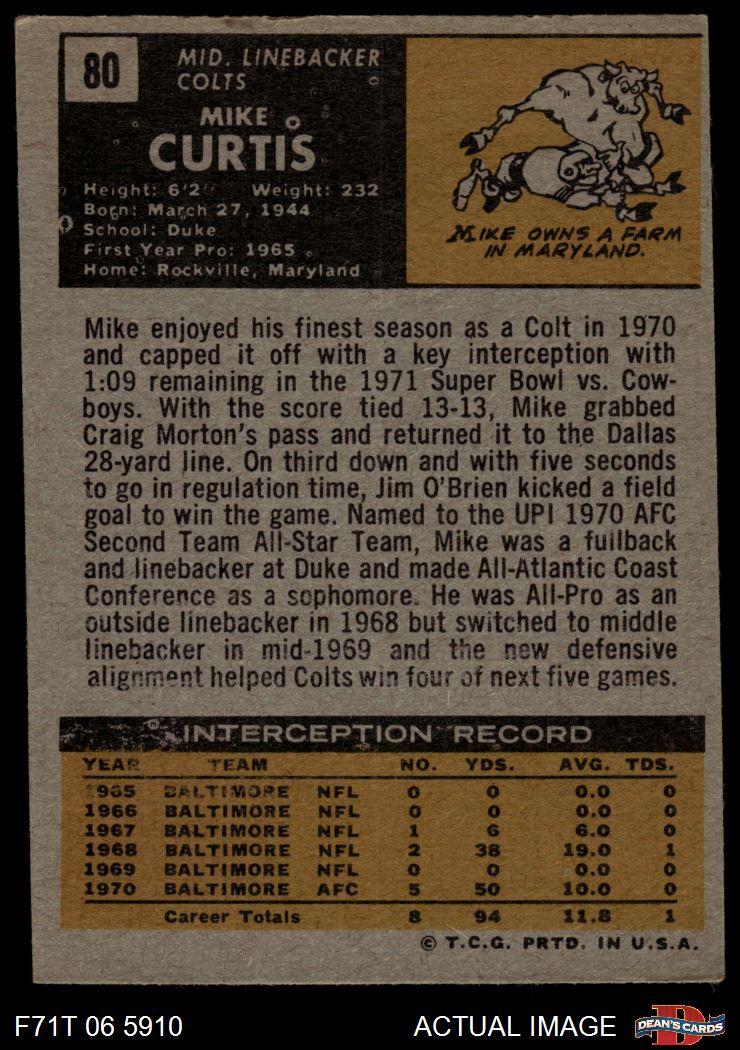 80
MID. LINEBACKER
COLTS
MIKE
CURTIS
Height: 6'2" Weight: 232
Born: March 27, 1944
School: Duke
First Year Pro: 1965
Home: Rockville, Maryland
MIKE OWNS A FARM
IN MARYLAND.
Mike enjoyed his finest season as a Colt in 1970
and capped it off with a key interception with
1:09 remaining in the 1971 Super Bowl vs. Cow-
boys. With the score tied 13-13, Mike grabbed
Craig Morton's pass and returned it to the Dallas
28-yard line. On third down and with five seconds
to go in regulation time, Jim O'Brien kicked a field
goal to win the game. Named to the UPI 1970 AFC
Second Team All-Star Team, Mike was a fullback
and linebacker at Duke and made All-Atlantic Coast
Conference as a sophomore. He was All-Pro as an
outside linebacker in 1968 but switched to middle
linebacker in mid-1969 and the new defensive
alignment helped Colts win four of next five games.
INTERCEPTION RECORD
YEAR TEAM NO. YDS. AVG. TDS.
1965 BALTIMORE NFL 0 0 0.0 0
1966 BALTIMORE NFL 0 0 0.0 0
1967 BALTIMORE NFL 1 6 6.0 0
1968 BALTIMORE NFL 2 38 19.0 1
1969 BALTIMORE NFL 0 0 0.0 0
1970 BALTIMORE AFC 5 50 10.0 0
Career Totals 8 94 11.8 1
© T.C.G. PRTD. IN U.S.A.
F71T 06 5910 ACTUAL IMAGE
DEAN'S CARDS